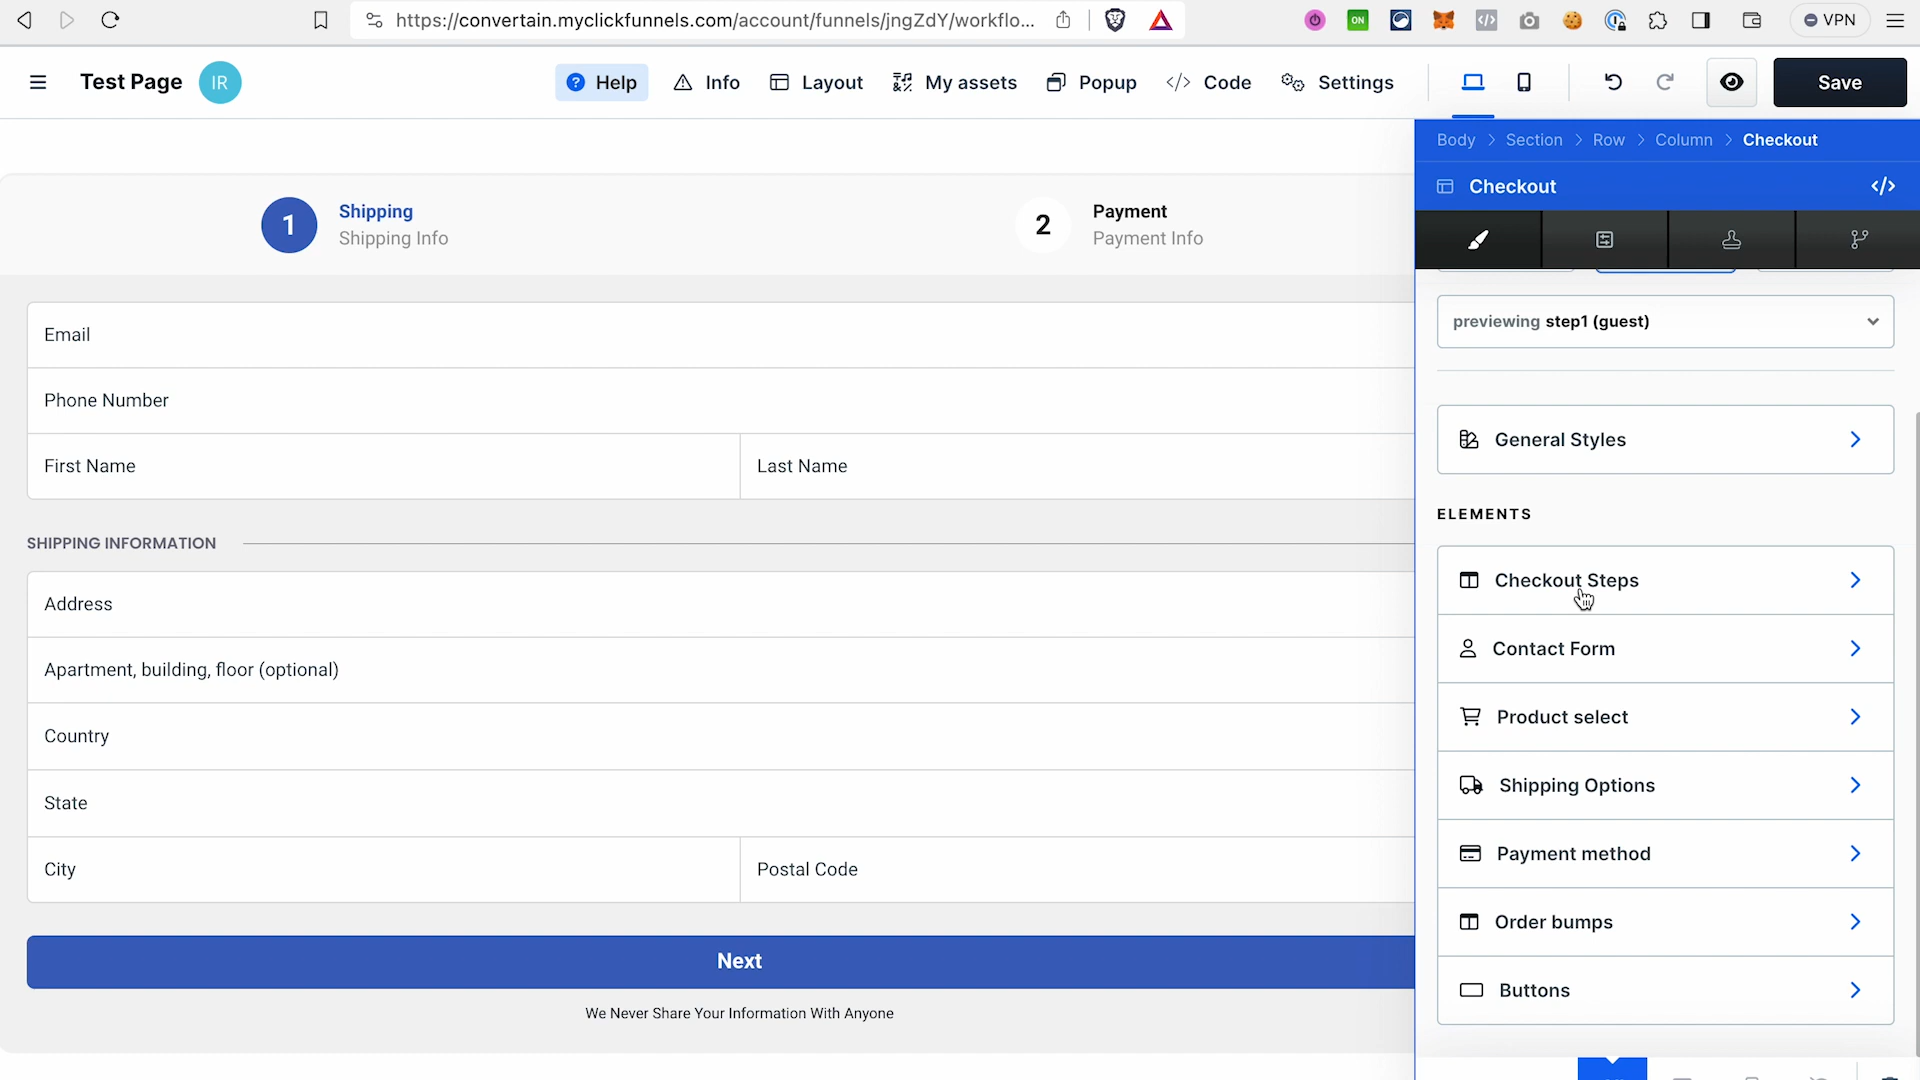 https://convertain.myclickfunnels.com/account/funnels/jngZdY/workflo...
ON
VPN
Test Page
IR
Help
Info
Layout
My assets
Popup
Code
Settings
Save
Body > Section > Row > Column > Checkout
Checkout
1
Shipping
Shipping Info
2
Payment
Payment Info
previewing step1 (guest)
General Styles
ELEMENTS
Checkout Steps
Contact Form
Product select
Shipping Options
Payment method
Order bumps
Buttons
Email
Phone Number
First Name
Last Name
SHIPPING INFORMATION
Address
Apartment, building, floor (optional)
Country
State
City
Postal Code
Next
We Never Share Your Information With Anyone